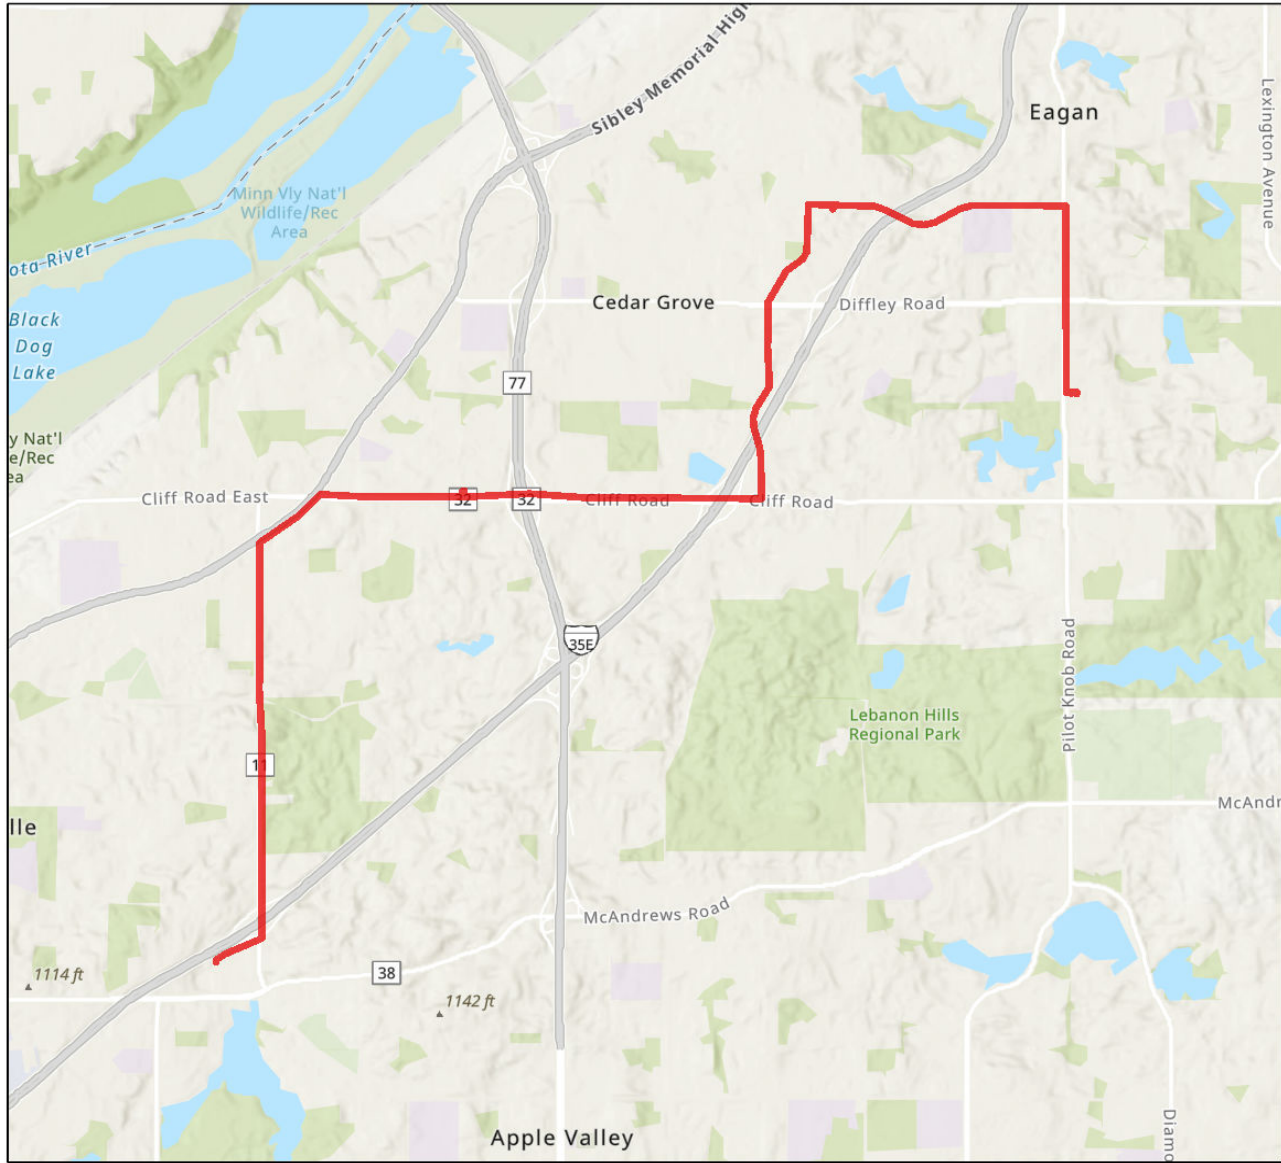 Sibley Memorial High
Eagan
Lexington Avenue
Minn Vly Nat'l
Wildlife/Rec
Area
ota River
Cedar Grove
Diffley Road
Black
Dog
Lake
77
y Nat'l
e/Rec
ea
Cliff Road East
32
32
Cliff Road
Cliff Road
35E
Pilot Knob Road
Lebanon Hills
Regional Park
11
McAndr
lle
McAndrews Road
1114 ft
38
1142 ft
Apple Valley
Diamo